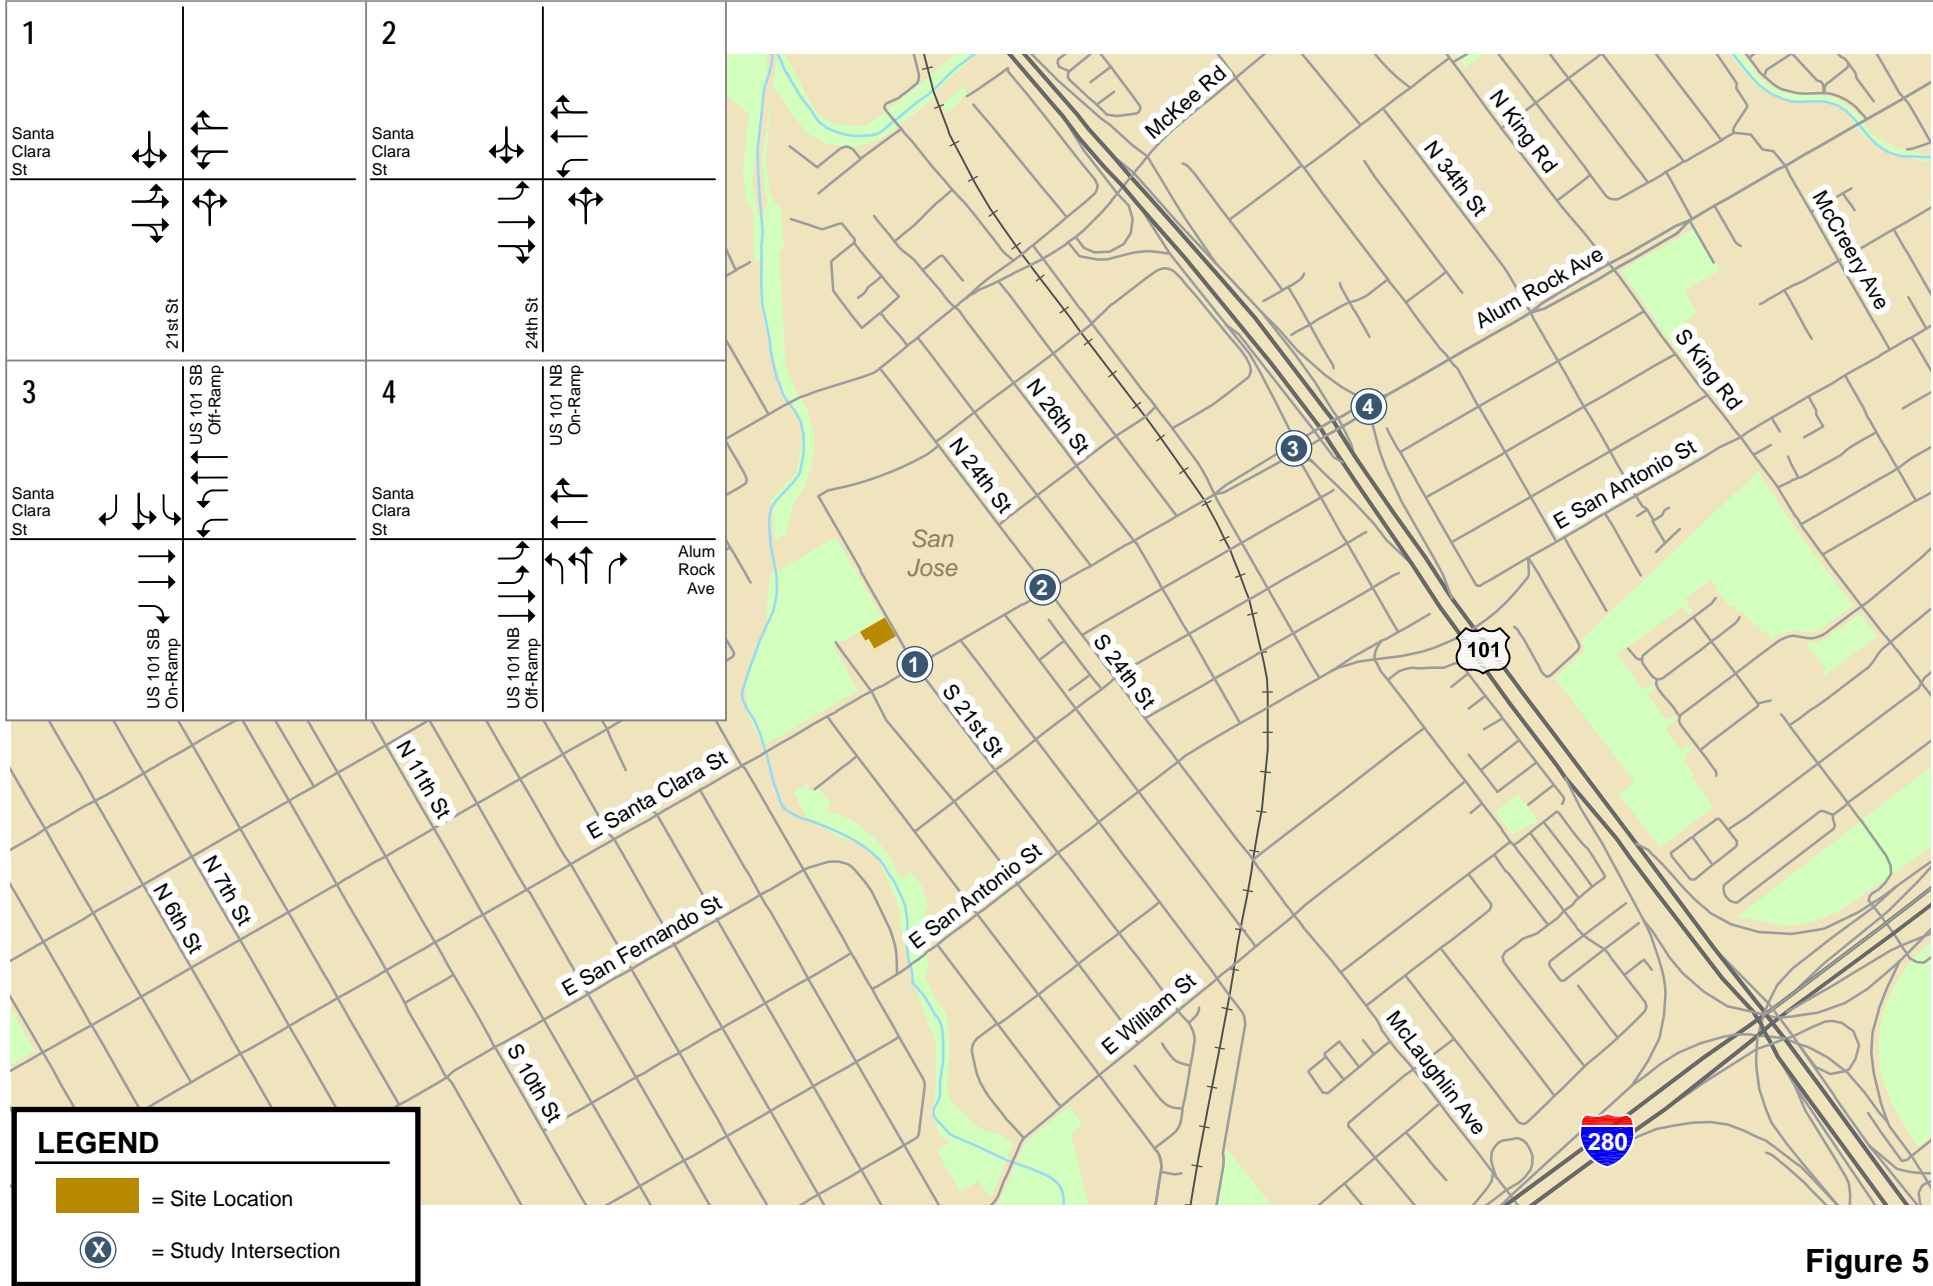 1
Santa
Clara
St
21st St
2
Santa
Clara
St
24th St
3
US 101 SB
Off-Ramp
Santa
Clara
St
US 101 SB
On-Ramp
4
US 101 NB
On-Ramp
Santa
Clara
St
Alum
Rock
Ave
US 101 NB
Off-Ramp
McKee Rd
N King Rd
N 34th St
McCreery Ave
Alum Rock Ave
S King Rd
N 26th St
4
3
N 24th St
E San Antonio St
San
Jose
2
1
S 24th St
101
S 21st St
N 11th St
E Santa Clara St
N 7th St
N 6th St
E San Fernando St
E San Antonio St
E William St
McLaughlin Ave
S 10th St
280
LEGEND
= Site Location
X
= Study Intersection
Figure 5